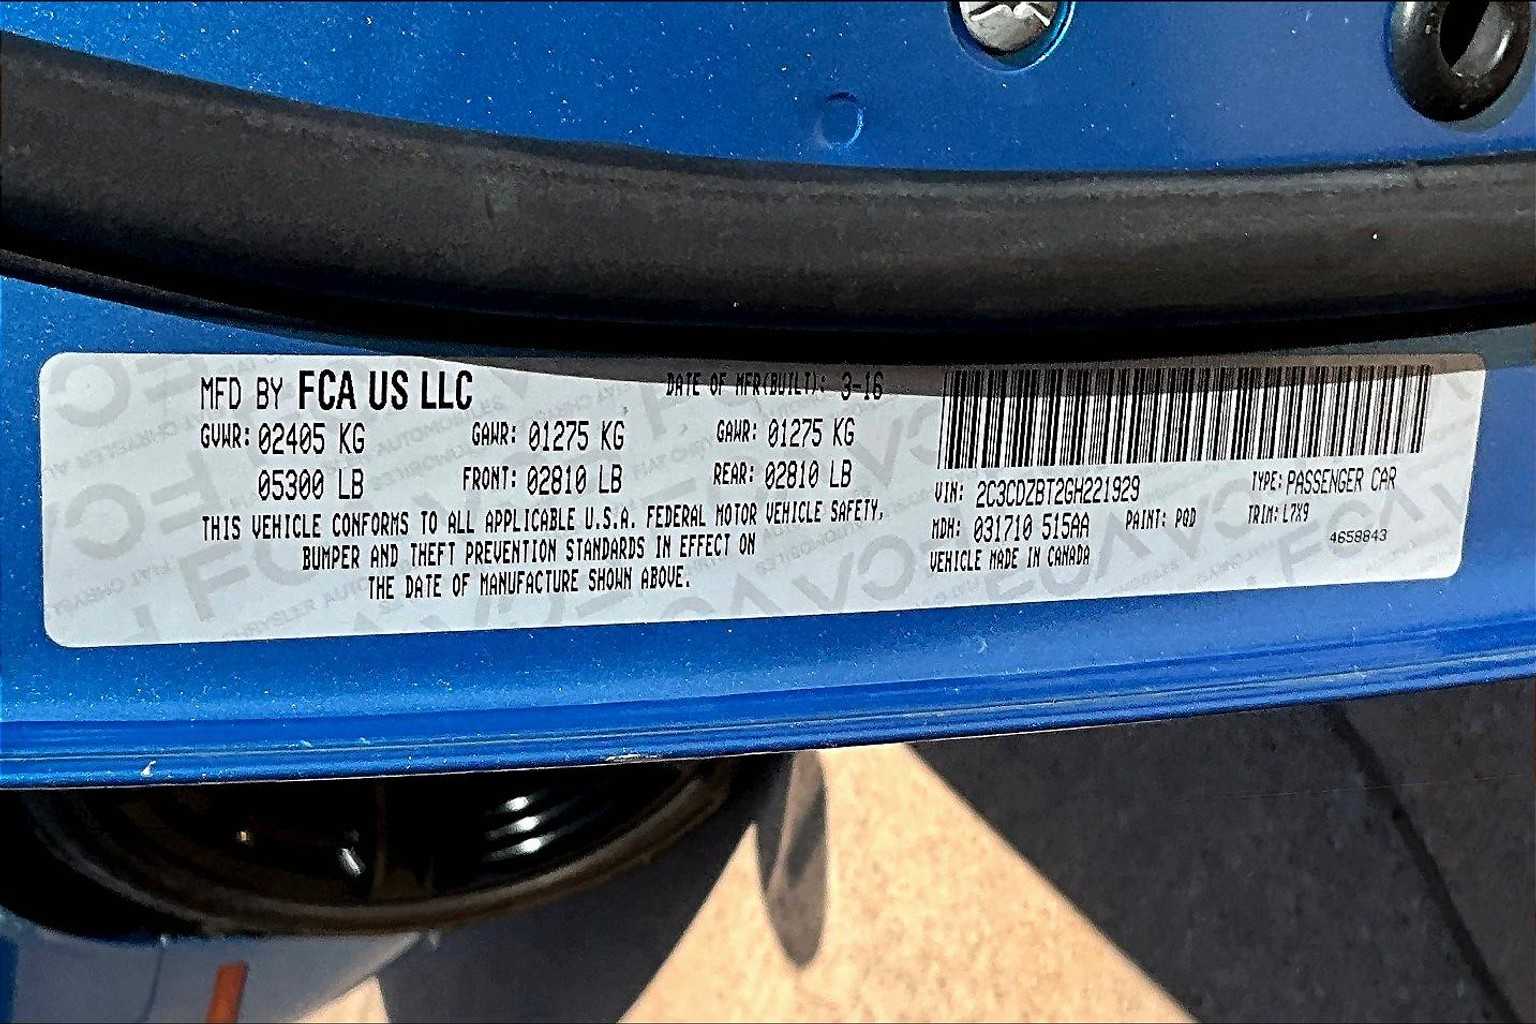 MFD BY FCA US LLC DATE OF MFR(BUILT): 3-16
GVWR: 02405 KG GAWR: 01275 KG GAWR: 01275 KG
05300 LB FRONT: 02810 LB REAR: 02810 LB
THIS VEHICLE CONFORMS TO ALL APPLICABLE U.S.A. FEDERAL MOTOR VEHICLE SAFETY,
BUMPER AND THEFT PREVENTION STANDARDS IN EFFECT ON
THE DATE OF MANUFACTURE SHOWN ABOVE.
VIN: 2C3CDZBT2GH221929 TYPE: PASSENGER CAR
MDH: 031710 515AA PAINT: PQD TRIM: L7X9
VEHICLE MADE IN CANADA 4658843